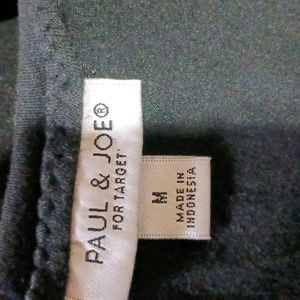 PAUL & JOE®
FOR TARGET
M
MADE IN
INDONESIA